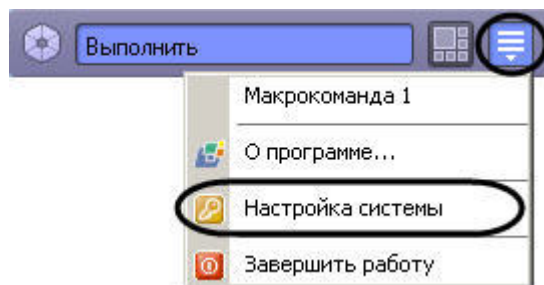 Выполнить
Макрокоманда 1
О программе...
Настройка системы
Завершить работу